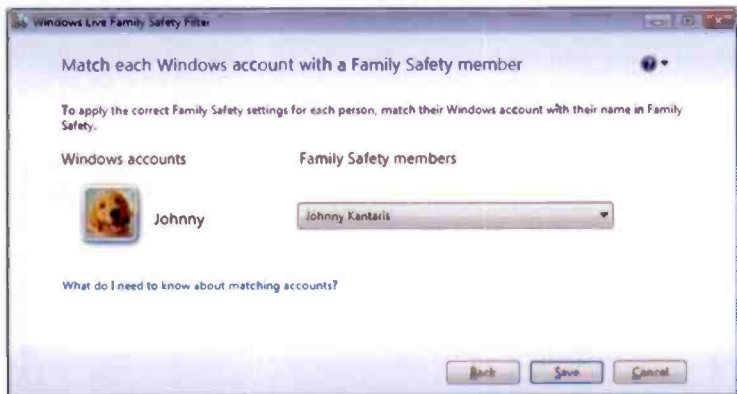 Windows Live Family Safety Filter
Match each Windows account with a Family Safety member
To apply the correct Family Safety settings for each person, match their Windows account with their name in Family
Safety.
Windows accounts
Family Safety members
Johnny
Johnny Kantaris
What do I need to know about matching accounts?
Back
Save
Cancel